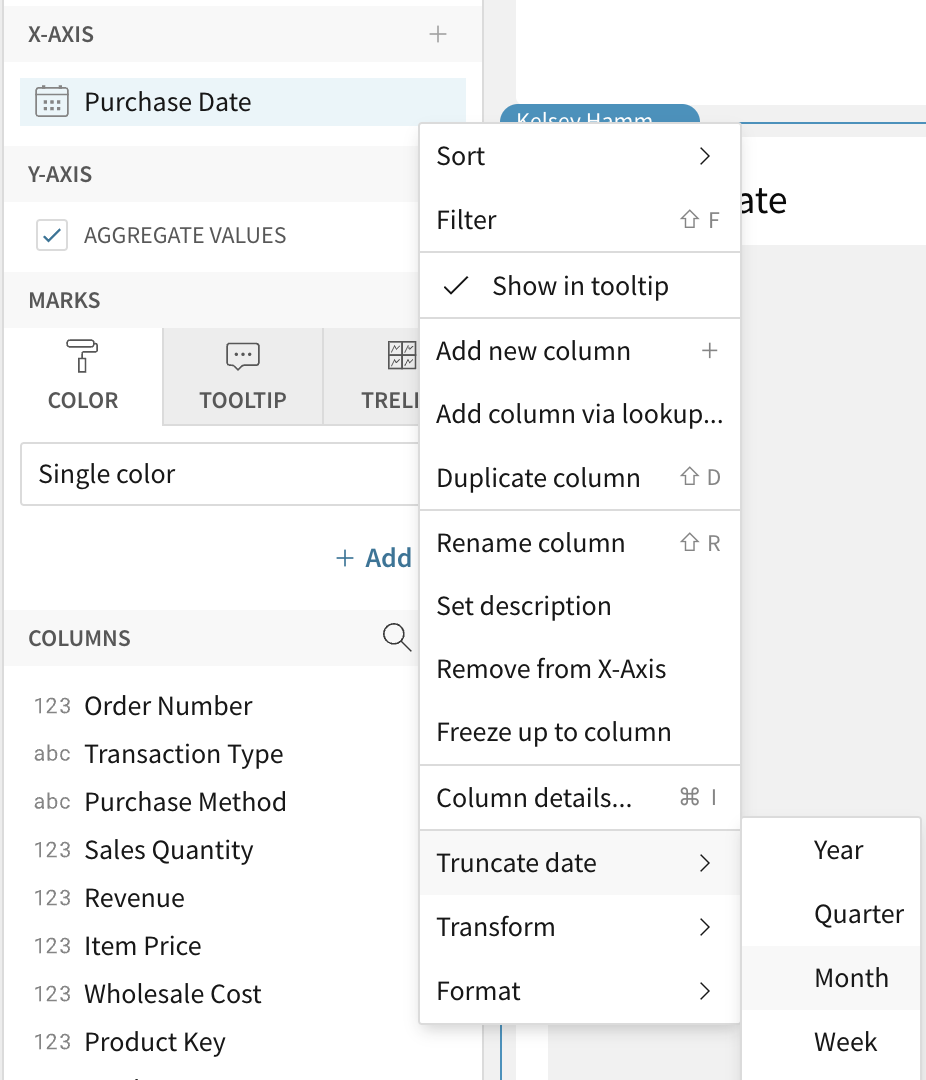 X-AXIS
Purchase Date
Y-AXIS
AGGREGATE VALUES
MARKS
COLOR
TOOLTIP
TRELI
Single color
+ Add
COLUMNS
123 Order Number
abc Transaction Type
abc Purchase Method
123 Sales Quantity
123 Revenue
123 Item Price
123 Wholesale Cost
123 Product Key
Kelsey Hamm
ate
Sort
Filter ⇧ F
Show in tooltip
Add new column +
Add column via lookup...
Duplicate column ⇧ D
Rename column ⇧ R
Set description
Remove from X-Axis
Freeze up to column
Column details... ⌘ I
Truncate date
Transform
Format
Year
Quarter
Month
Week